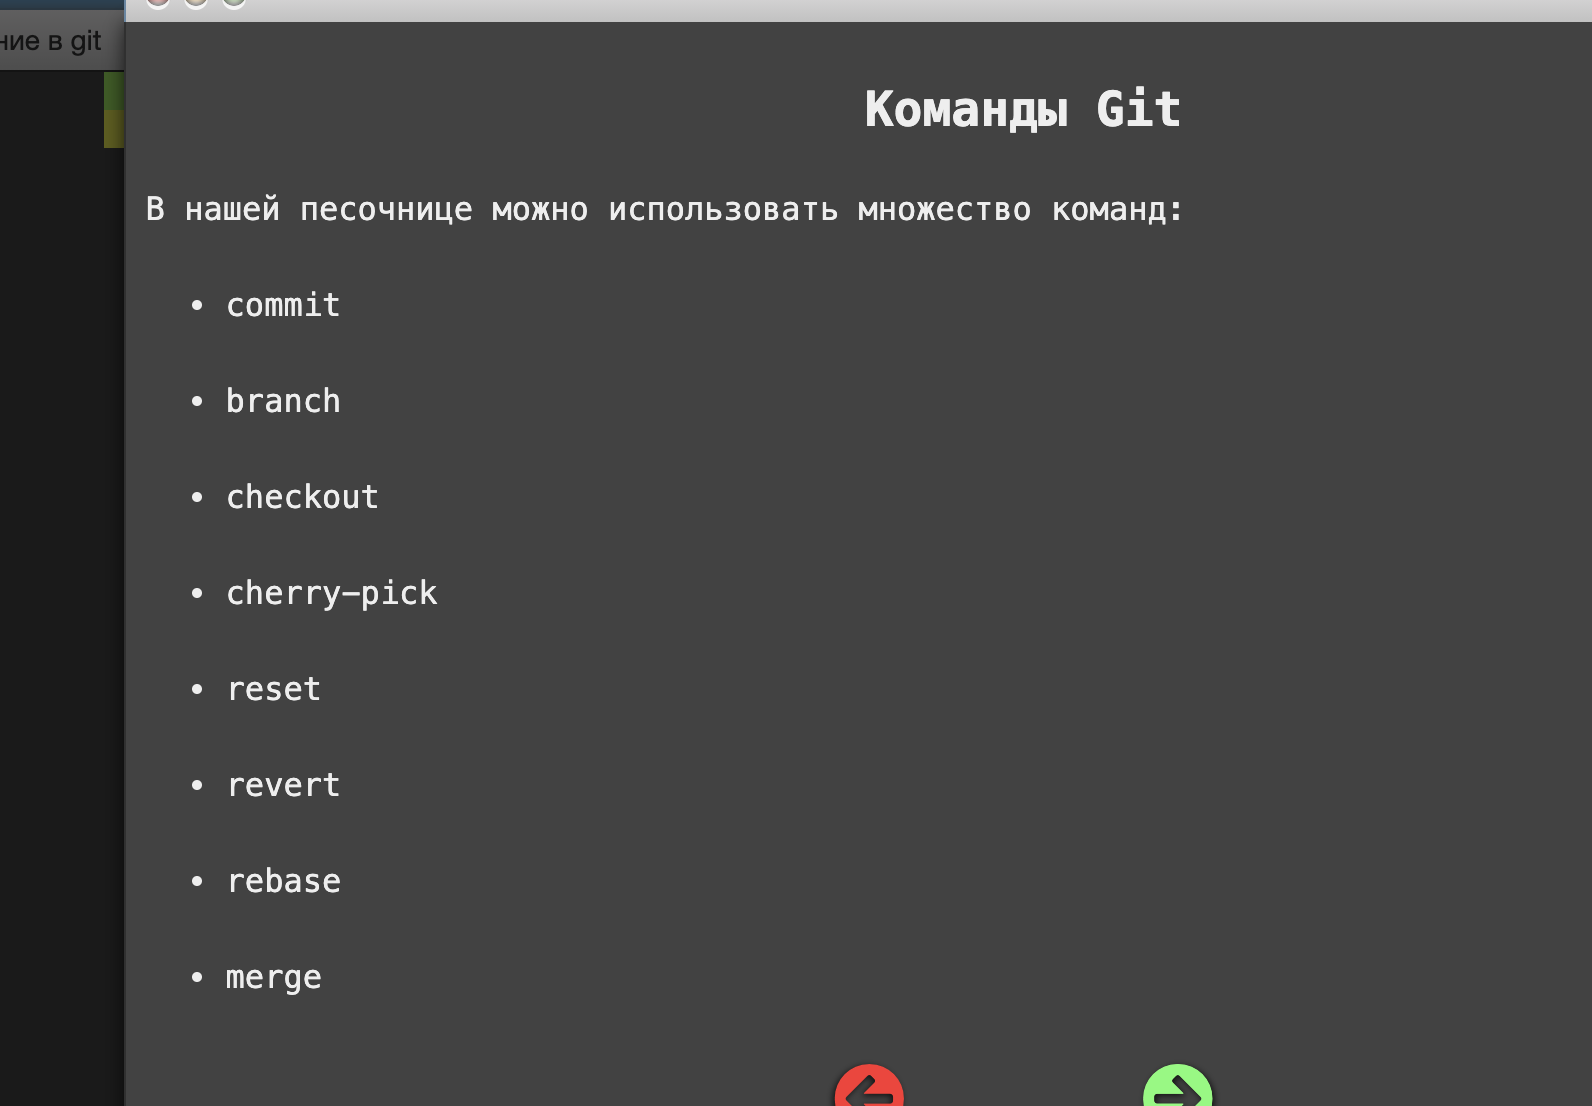 ние в git
Команды Git
В нашей песочнице можно использовать множество команд:
• commit
• branch
• checkout
• cherry-pick
• reset
• revert
• rebase
• merge